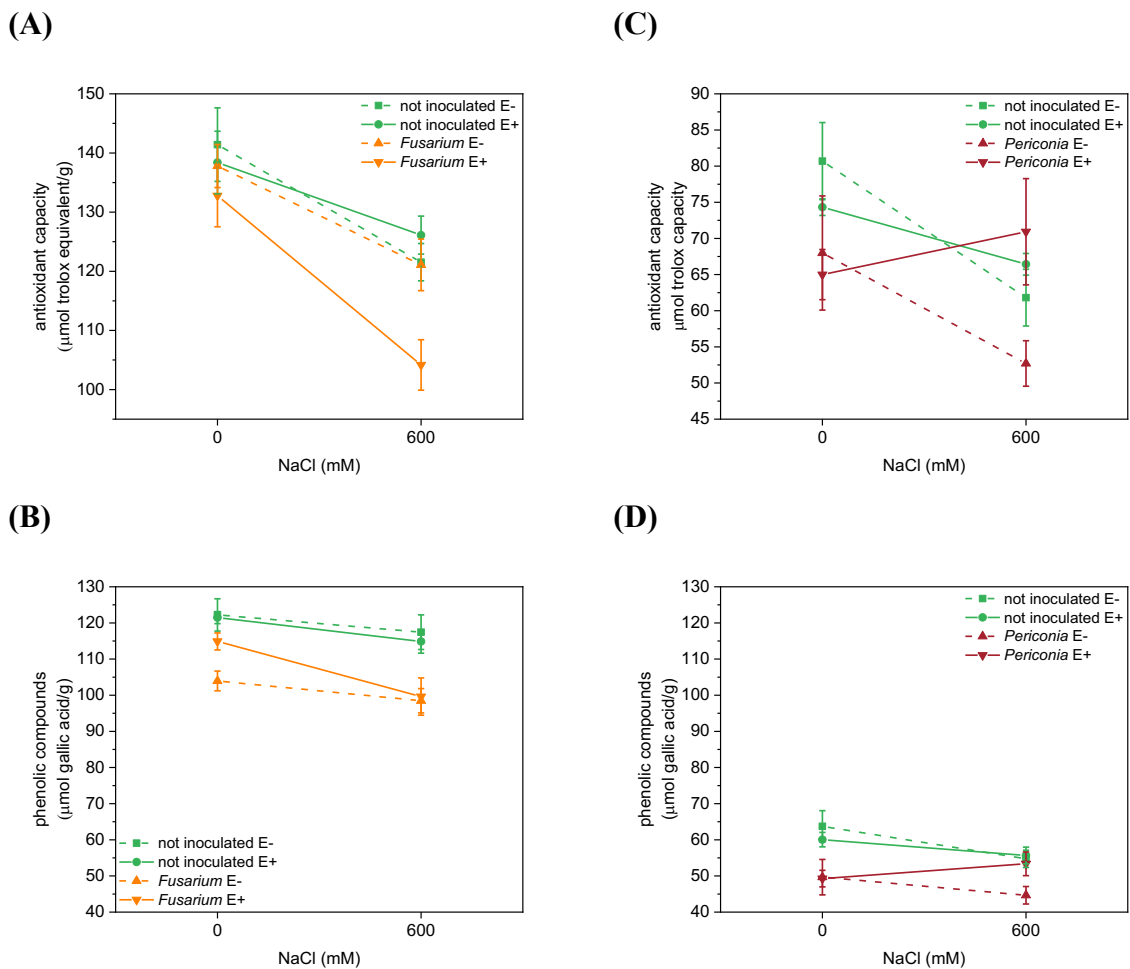 (A)
150
140
130
120
110
100
antioxidant capacity
(μmol trolox equivalent/g)
not inoculated E-
not inoculated E+
Fusarium E-
Fusarium E+
0
600
NaCl (mM)
(C)
90
85
80
75
70
65
60
55
50
45
antioxidant capacity
μmol trolox capacity
not inoculated E-
not inoculated E+
Periconia E-
Periconia E+
0
600
NaCl (mM)
(B)
130
120
110
100
90
80
70
60
50
40
phenolic compounds
(μmol gallic acid/g)
not inoculated E-
not inoculated E+
Fusarium E-
Fusarium E+
0
600
NaCl (mM)
(D)
130
120
110
100
90
80
70
60
50
40
phenolic compounds
(μmol gallic acid/g)
not inoculated E-
not inoculated E+
Periconia E-
Periconia E+
0
600
NaCl (mM)